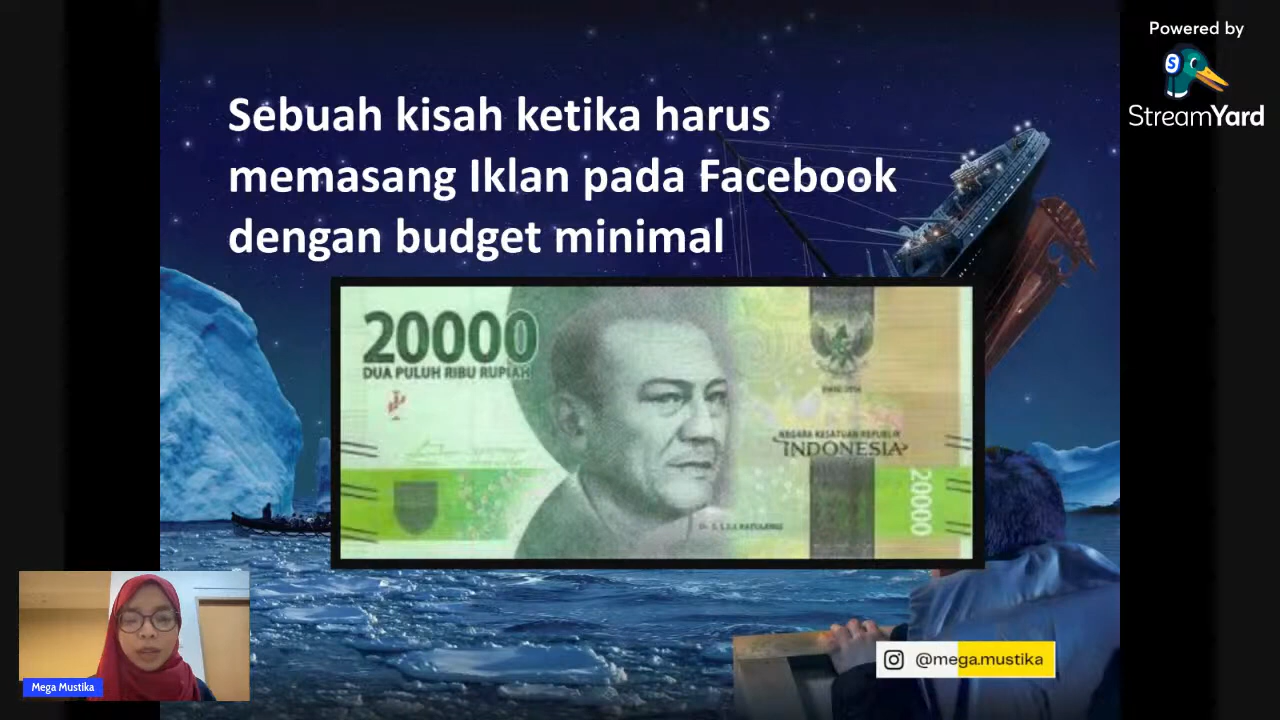 Powered by
S
StreamYard
Sebuah kisah ketika harus
memasang Iklan pada Facebook
dengan budget minimal
20000
DUA PULUH RIBU RUPIAH
NEGARA KESATUAN REPUBLIK
INDONESIA
20000
@mega.mustika
Mega Mustika